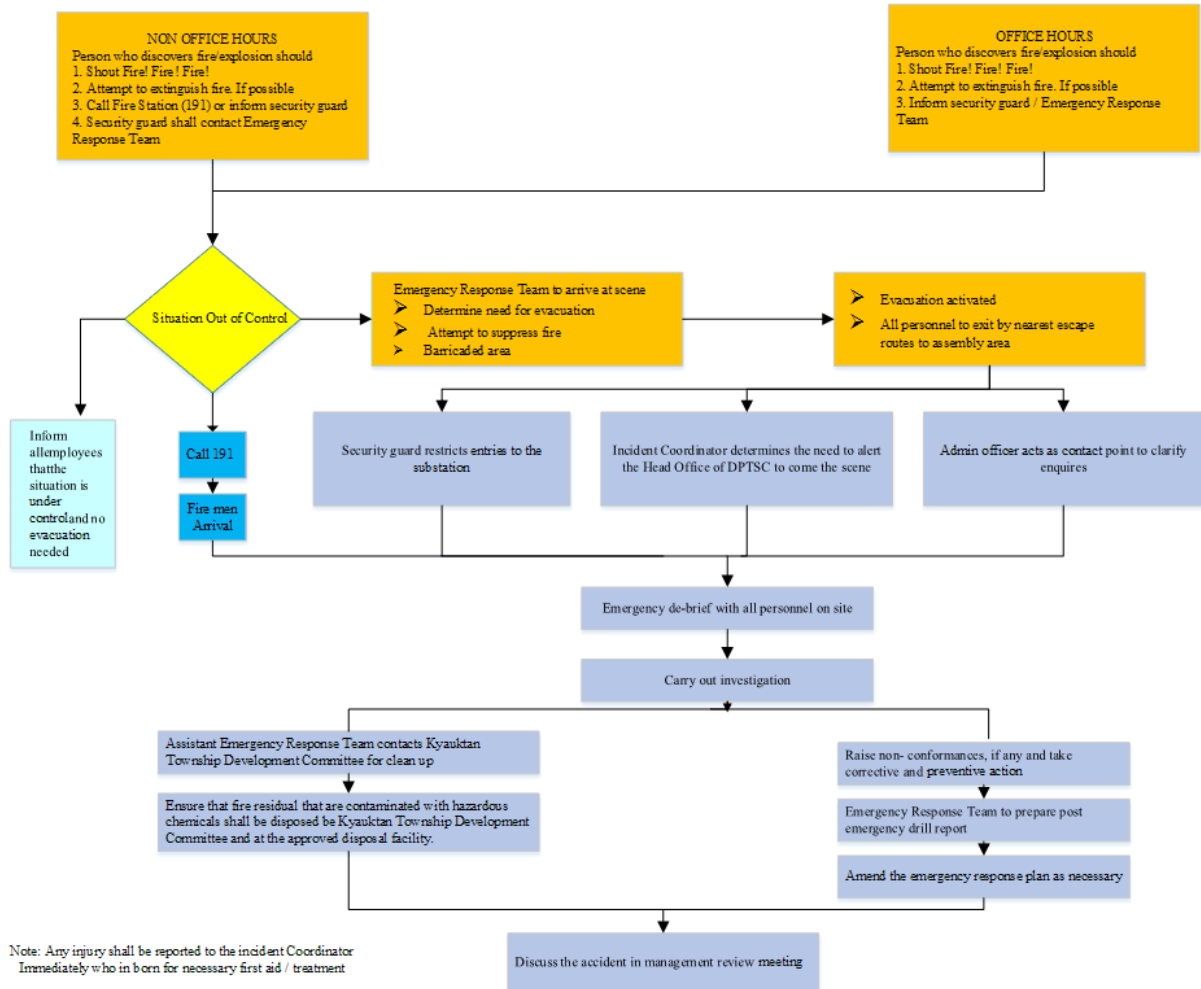 NON OFFICE HOURS
Person who discovers fire/explosion should
1. Shout Fire! Fire! Fire!
2. Attempt to extinguish fire. If possible
3. Call Fire Station (191) or inform security guard
4. Security guard shall contact Emergency
Response Team
OFFICE HOURS
Person who discovers fire/explosion should
1. Shout Fire! Fire! Fire!
2. Attempt to extinguish fire. If possible
3. Inform security guard / Emergency Response
Team
Situation Out of Control
Emergency Response Team to arrive at scene
➢ Determine need for evacuation
➢ Attempt to suppress fire
➢ Barricaded area
➢ Evacuation activated
➢ All personnel to exit by nearest escape
routes to assembly area
Inform
allemployees
thatthe
situation is
under
controland no
evacuation
needed
Call 191
Fire men
Arrival
Security guard restricts entries to the
substation
Incident Coordinator determines the need to alert
the Head Office of DPTSC to come the scene
Admin officer acts as contact point to clarify
enquires
Emergency de-brief with all personnel on site
Carry out investigation
Assistant Emergency Response Team contacts Kyauktan
Township Development Committee for clean up
Ensure that fire residual that are contaminated with hazardous
chemicals shall be disposed be Kyauktan Township Development
Committee and at the approved disposal facility.
Raise non- conformances, if any and take
corrective and preventive action
Emergency Response Team to prepare post
emergency drill report
Amend the emergency response plan as necessary
Discuss the accident in management review meeting
Note: Any injury shall be reported to the incident Coordinator
Immediately who in born for necessary first aid / treatment